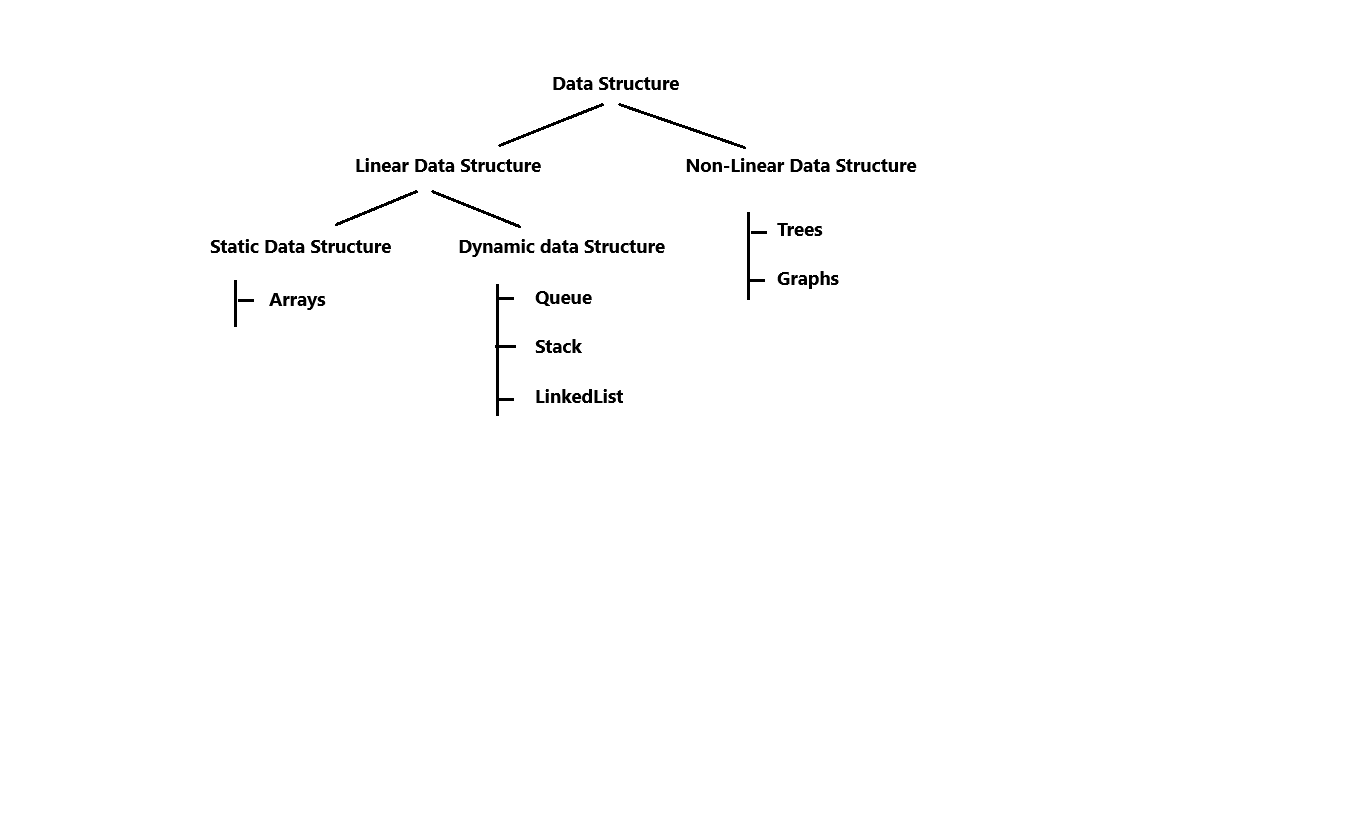 Data Structure
Linear Data Structure
Non-Linear Data Structure
Static Data Structure
Arrays
Dynamic data Structure
Queue
Stack
LinkedList
Trees
Graphs